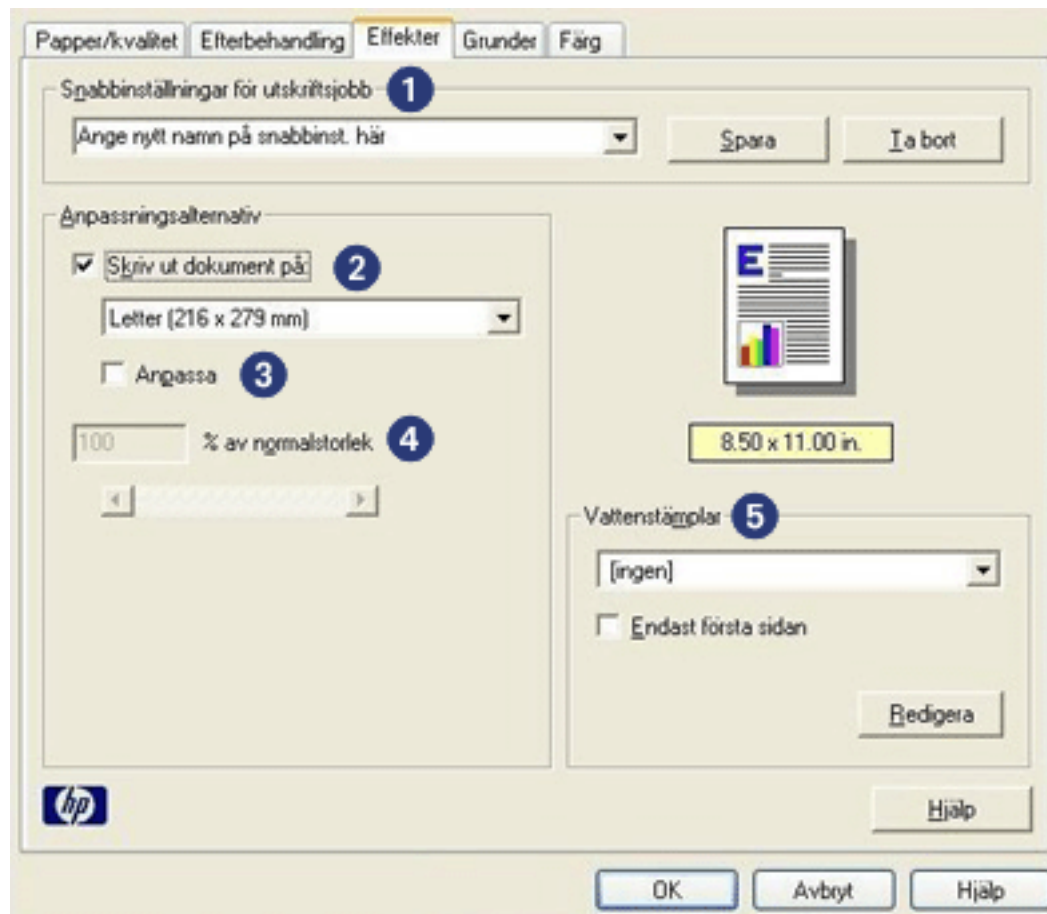 Papper/kvalitet Efterbehandling Effekter Grunder Färg
Snabbinställningar för utskriftsjobb 1
Ange nytt namn på snabbinst. här Spara Ta bort
Anpassningsalternativ
Skriv ut dokument på: 2
Letter (216 x 279 mm)
Anpassa 3
100 % av normalstorlek 4
E
8.50 x 11.00 in.
Vattenstämplar 5
[ingen]
Endast första sidan
Redigera
hp
Hjälp
OK Avbryt Hjälp